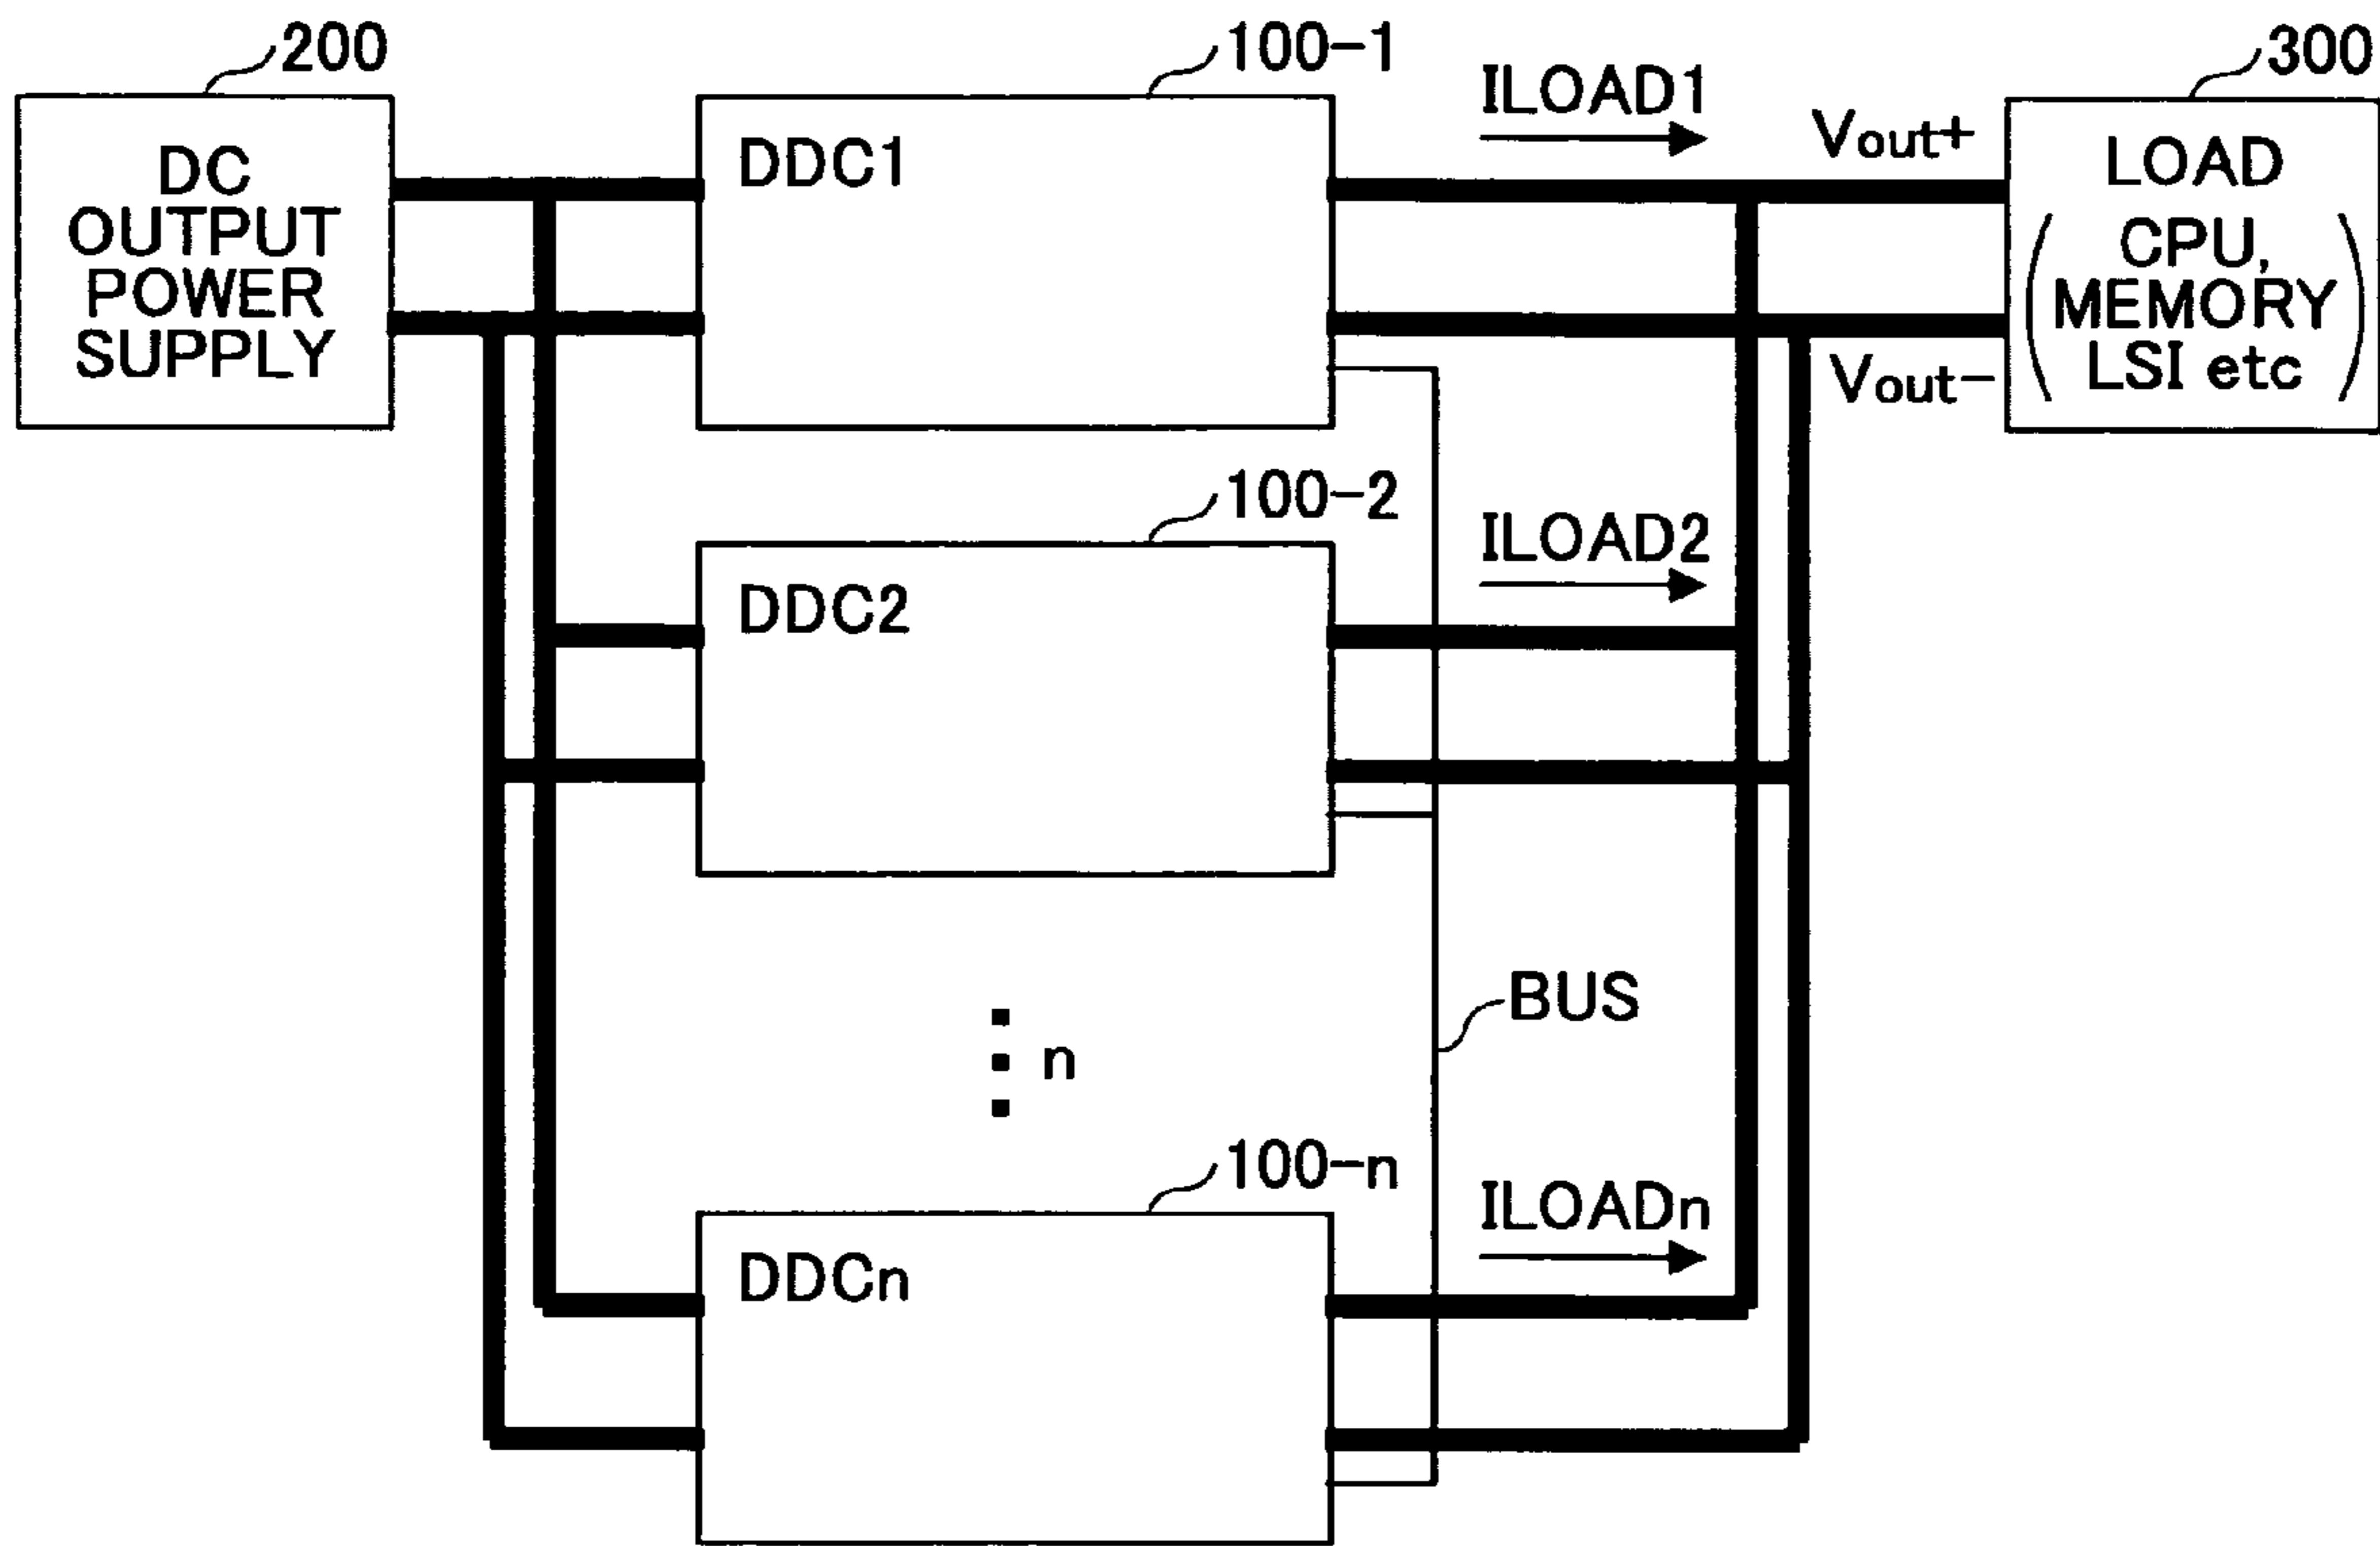 200
100-1
300
DC
OUTPUT
POWER
SUPPLY
DDC1
ILOAD1
Vout+
Vout-
LOAD
CPU,
MEMORY
LSI etc
100-2
DDC2
ILOAD2
n
BUS
100-n
DDCn
ILOADn